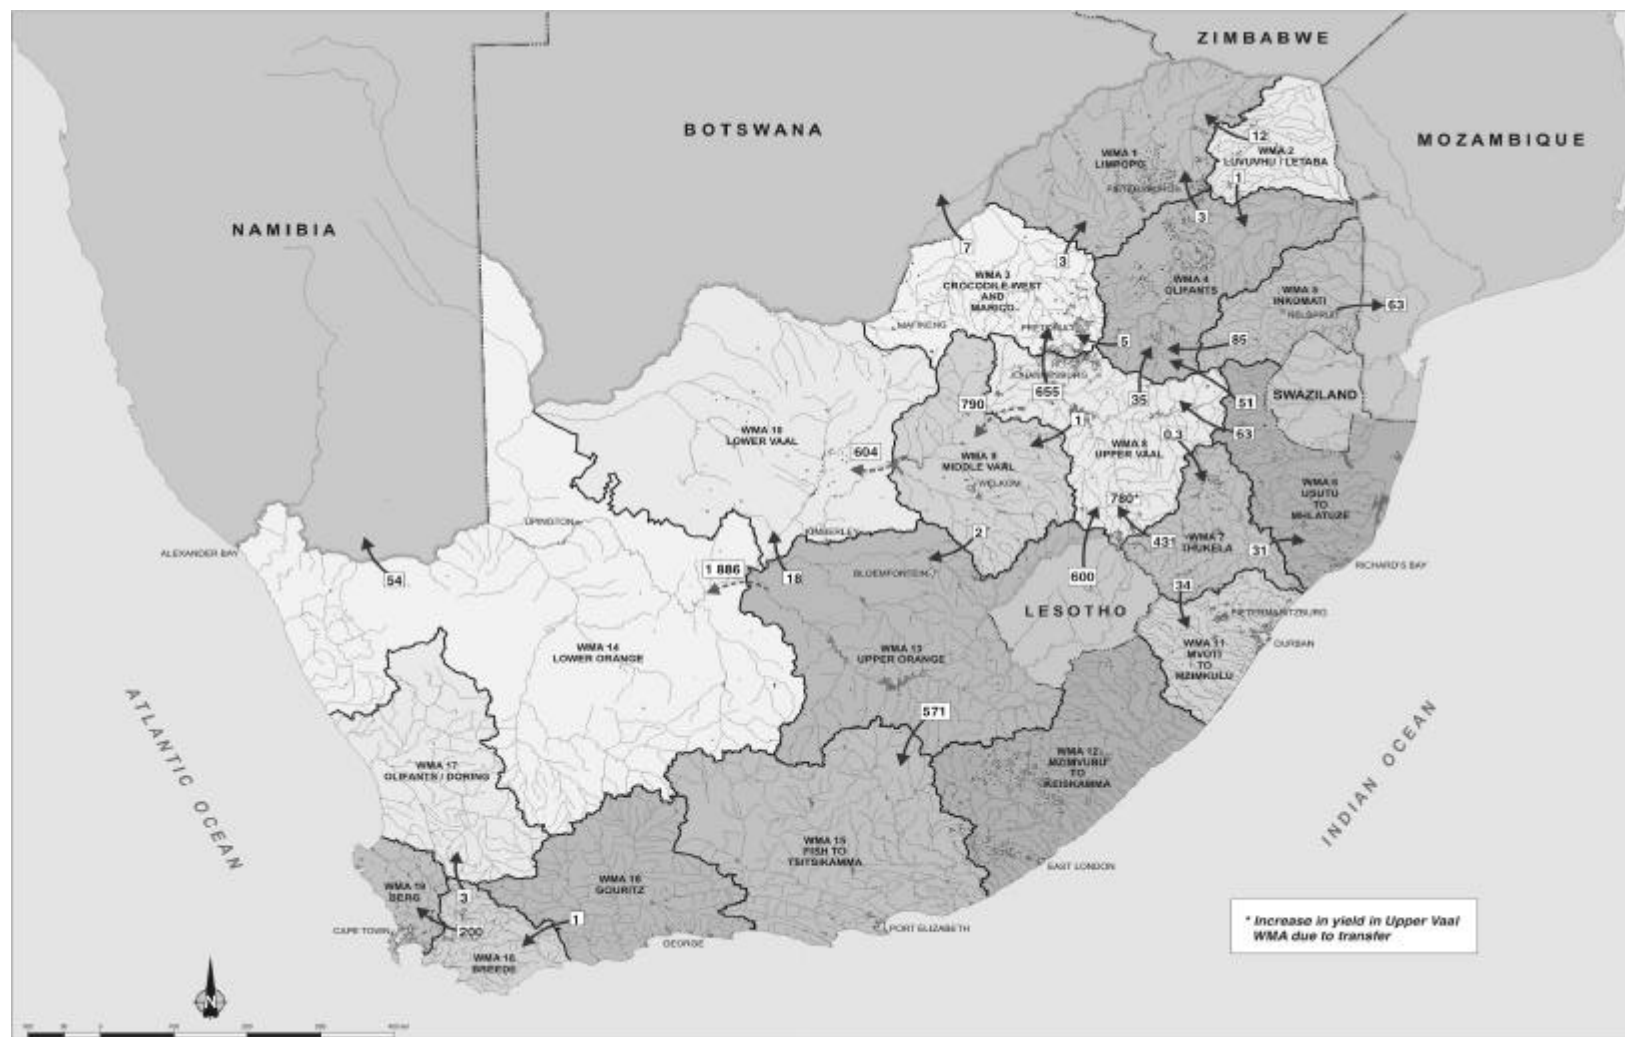 ZIMBABWE
BOTSWANA
MOZAMBIQUE
NAMIBIA
12
WMA 2
LUVUVHU / LETABA
1
WMA 1
LIMPOPO
PIETERSBURG
3
7
3
WMA 3
CROCODILE WEST
AND
MARICO
WMA 4
OLIFANTS
WMA 5
INKOMATI
NELSPRUIT
63
MAFIKENG
PRETORIA
5
85
JOHANNESBURG
655
35
51
SWAZILAND
790
1
63
0.3
WMA 10
LOWER VAAL
604
WMA 9
MIDDLE VAAL
WELKOM
WMA 8
UPPER VAAL
WMA 6
USUTU
TO
MHLATUZE
780*
UPINGTON
KIMBERLEY
2
431
WMA 7
THUKELA
31
ALEXANDER BAY
RICHARD'S BAY
54
1 886
18
BLOEMFONTEIN
600
34
LESOTHO
PIETERMARITZBURG
DURBAN
WMA 14
LOWER ORANGE
WMA 13
UPPER ORANGE
WMA 11
MVOTI
TO
MZIMKULU
571
WMA 17
OLIFANTS / DORING
WMA 12
MZIMVUBU
TO
KEISKAMMA
ATLANTIC OCEAN
INDIAN OCEAN
WMA 15
FISH TO
TSITSIKAMMA
EAST LONDON
WMA 19
BERG
3
WMA 16
GOURITZ
1
200
CAPE TOWN
GEORGE
PORT ELIZABETH
WMA 18
BREEDE
* Increase in yield in Upper Vaal
WMA due to transfer
N